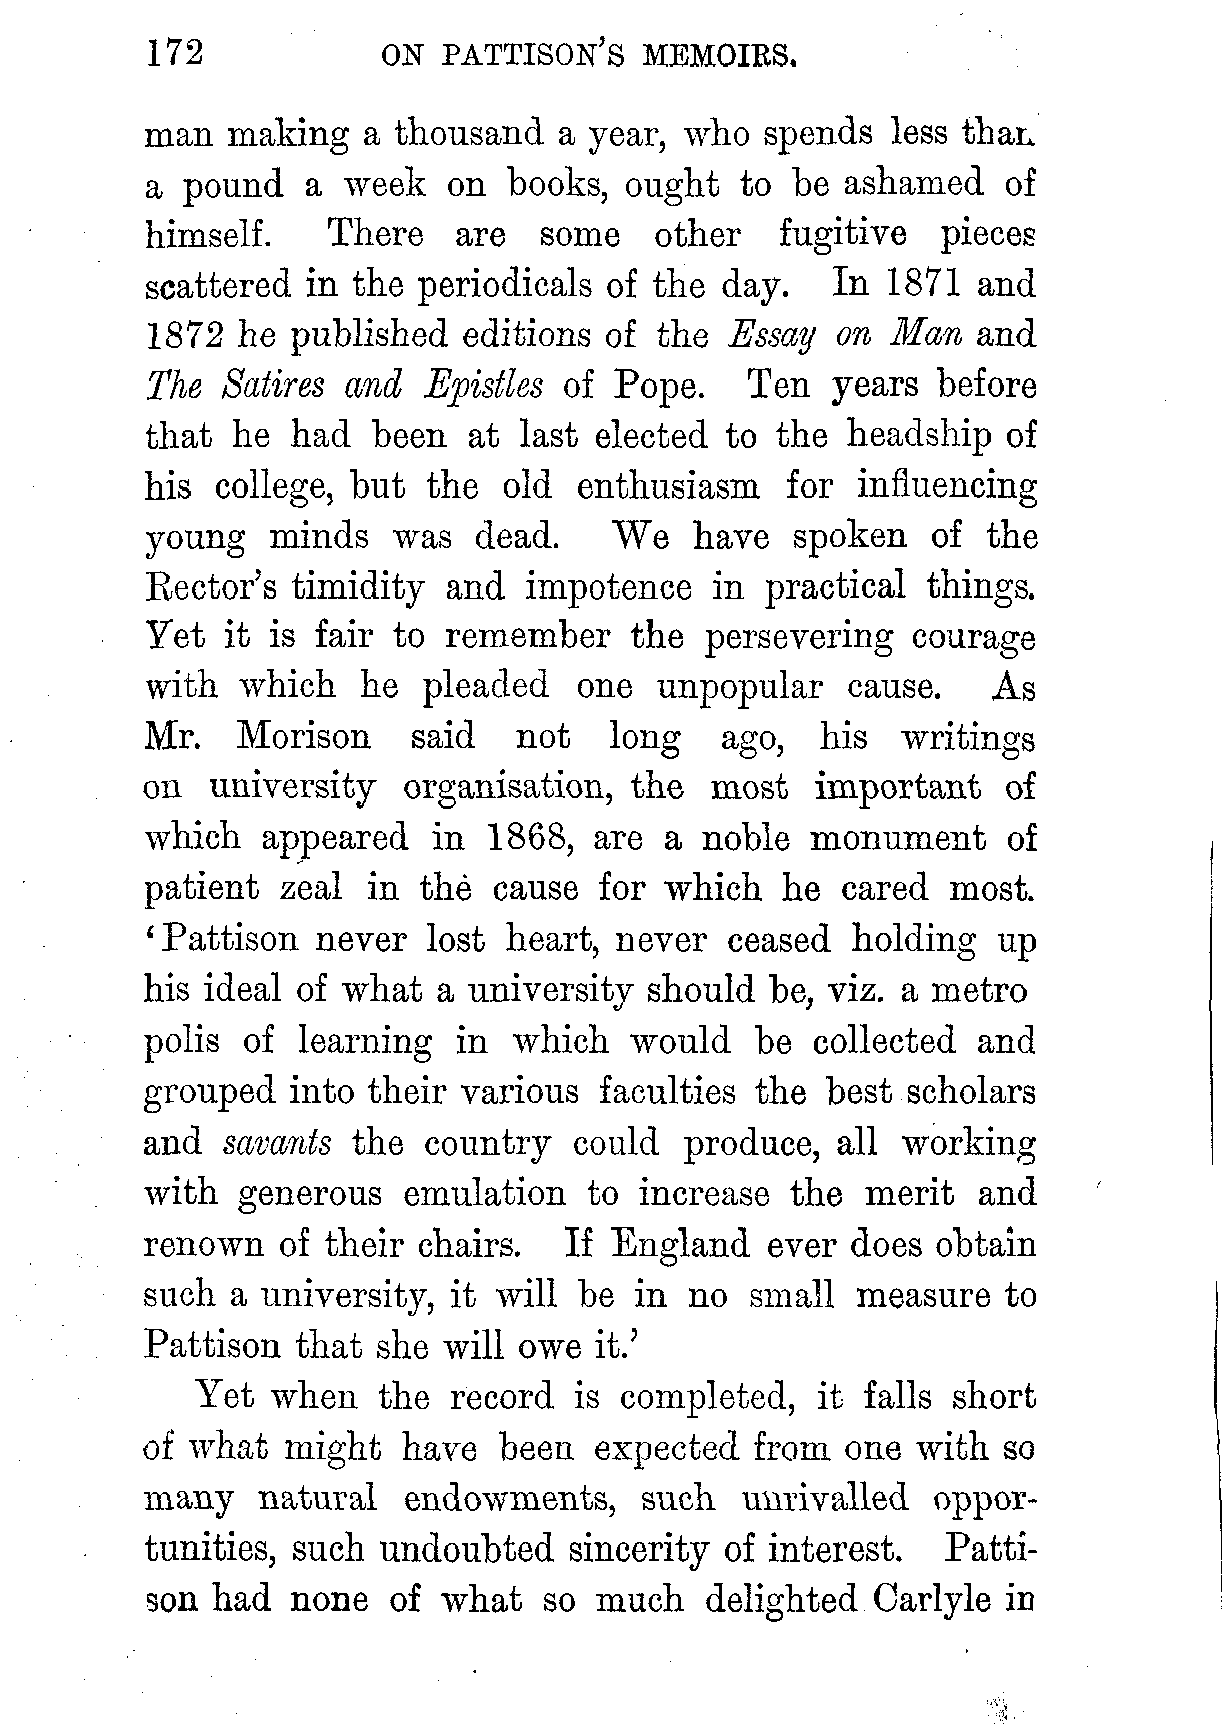 172 ON PATTISON'S MEMOIRS.
man making a thousand a year, who spends less than
a pound a week on books, ought to be ashamed of
himself. There are some other fugitive pieces
scattered in the periodicals of the day. In 1871 and
1872 he published editions of the Essay on Man and
The Satires and Epistles of Pope. Ten years before
that he had been at last elected to the headship of
his college, but the old enthusiasm for influencing
young minds was dead. We have spoken of the
Rector's timidity and impotence in practical things.
Yet it is fair to remember the persevering courage
with which he pleaded one unpopular cause. As
Mr. Morison said not long ago, his writings
on university organisation, the most important of
which appeared in 1868, are a noble monument of
patient zeal in the cause for which he cared most.
'Pattison never lost heart, never ceased holding up
his ideal of what a university should be, viz. a metro
polis of learning in which would be collected and
grouped into their various faculties the best scholars
and savants the country could produce, all working
with generous emulation to increase the merit and
renown of their chairs. If England ever does obtain
such a university, it will be in no small measure to
Pattison that she will owe it.'
Yet when the record is completed, it falls short
of what might have been expected from one with so
many natural endowments, such unrivalled oppor-
tunities, such undoubted sincerity of interest. Patti-
son had none of what so much delighted Carlyle in